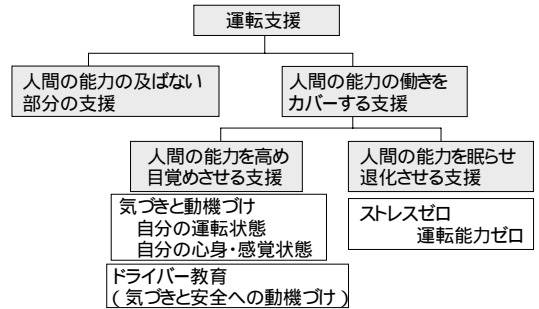 運転支援
人間の能力の及ばない
部分の支援
人間の能力の働きを
カバーする支援
人間の能力を高め
目覚めさせる支援
人間の能力を眠らせ
退化させる支援
気づきと動機づけ
自分の運転状態
自分の心身・感覚状態
ストレスゼロ
運転能力ゼロ
ドライバー教育
(気づきと安全への動機づけ)